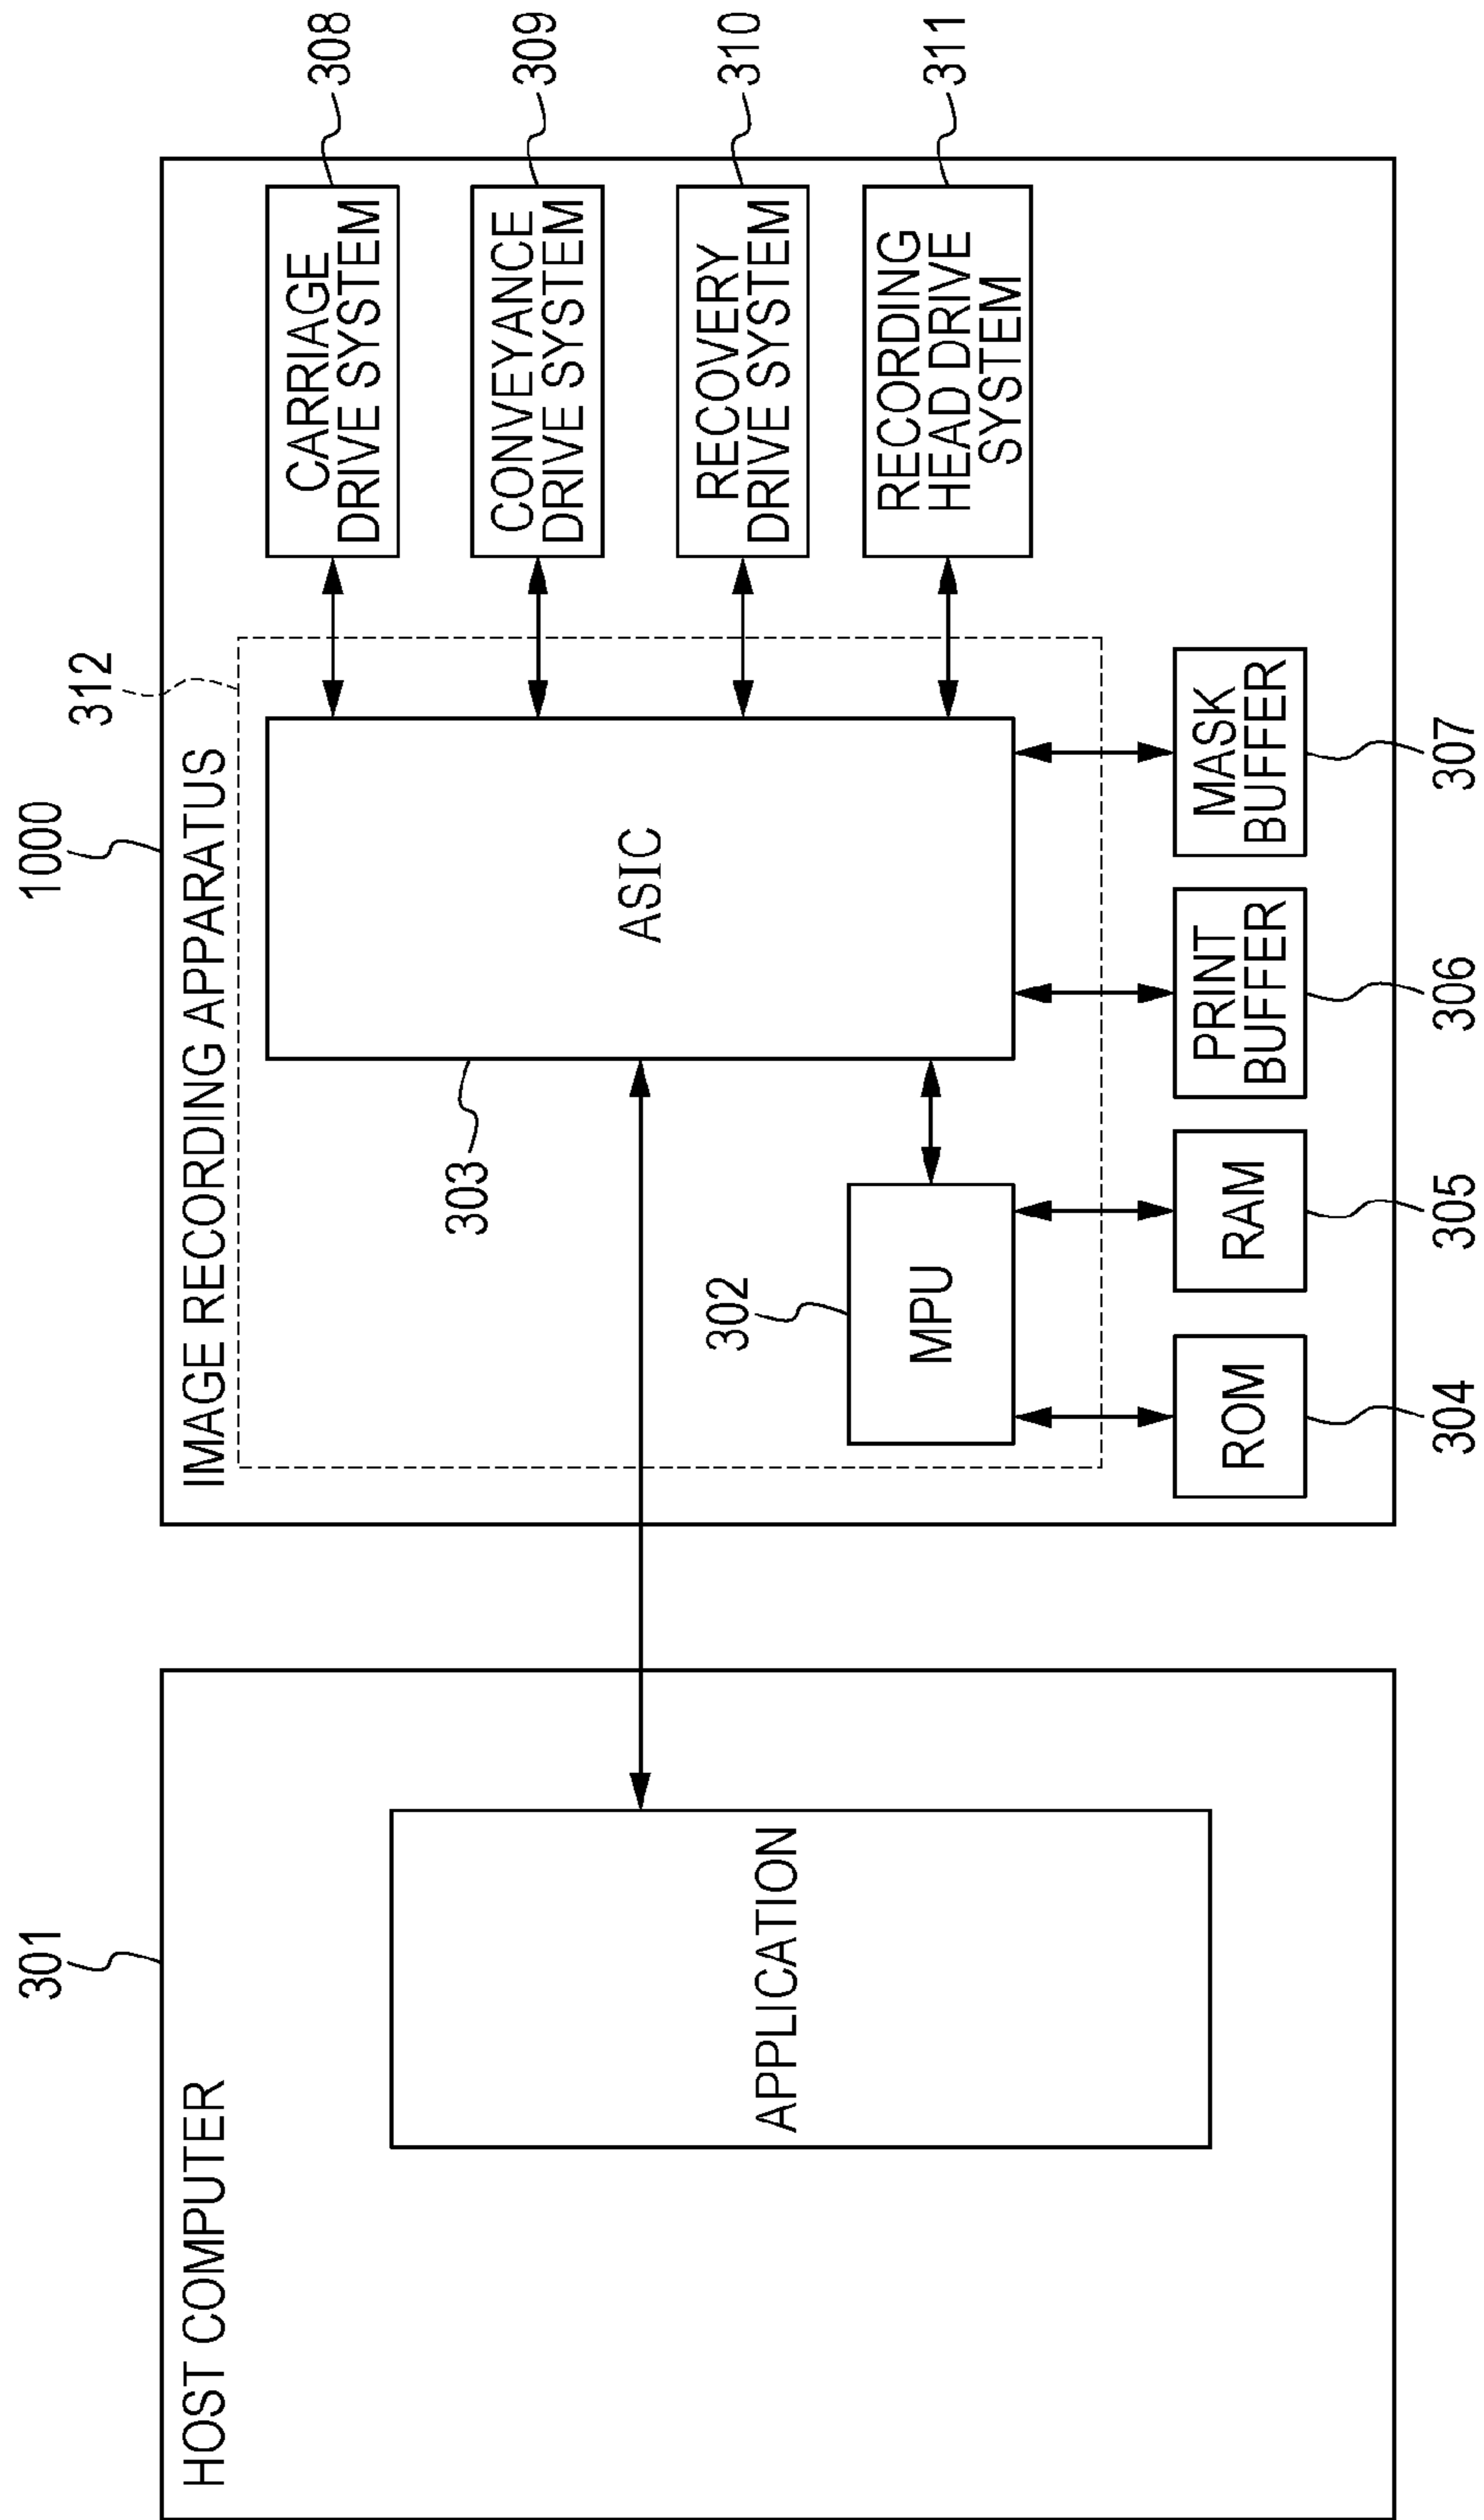 301
HOST COMPUTER
APPLICATION
1000
IMAGE RECORDING APPARATUS
312
303
ASIC
302
MPU
CARRIAGE
DRIVE SYSTEM
308
CONVEYANCE
DRIVE SYSTEM
309
RECOVERY
DRIVE SYSTEM
310
RECORDING
HEAD DRIVE
SYSTEM
311
ROM
RAM
PRINT
BUFFER
MASK
BUFFER
304
305
306
307